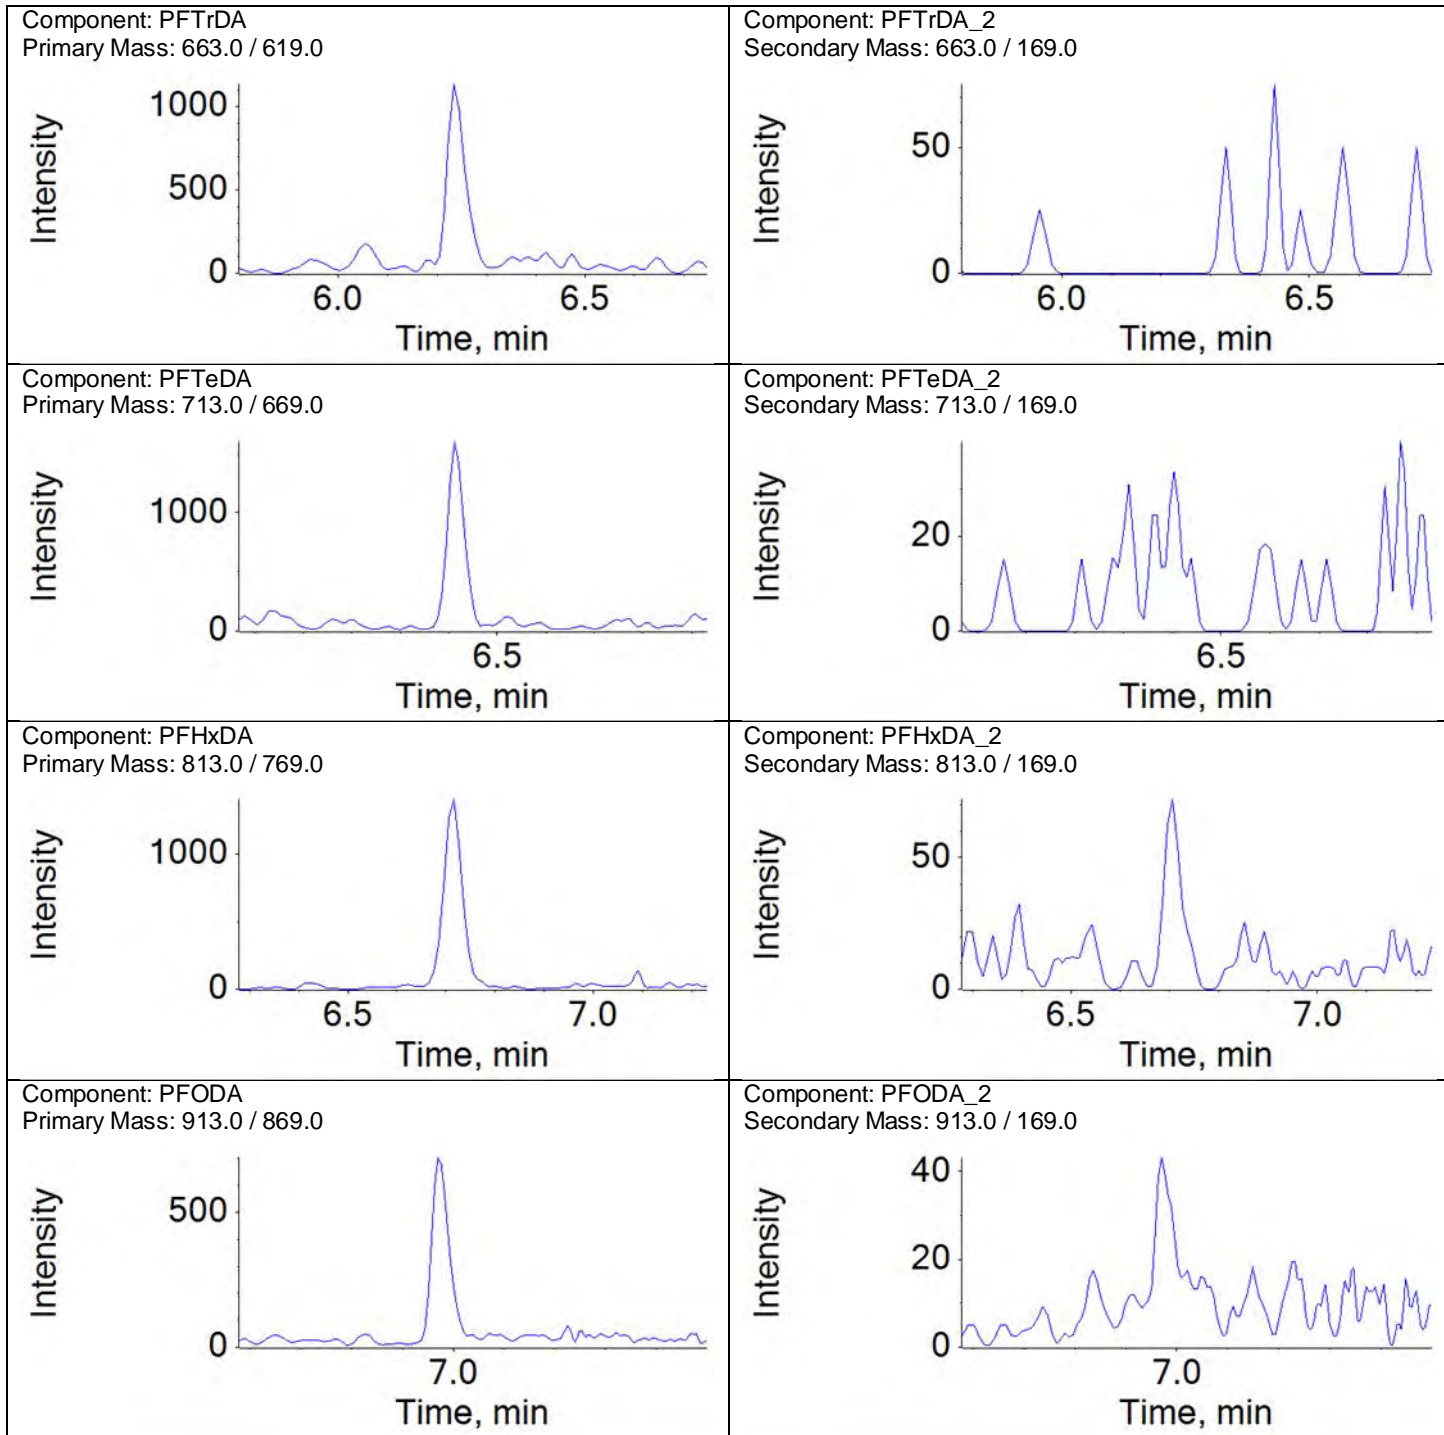 Component: PFTrDA
Primary Mass: 663.0 / 619.0
Intensity
1000
500
0
6.0 6.5
Time, min
Component: PFTrDA_2
Secondary Mass: 663.0 / 169.0
Intensity
50
0
6.0 6.5
Time, min
Component: PFTeDA
Primary Mass: 713.0 / 669.0
Intensity
1000
0
6.5
Time, min
Component: PFTeDA_2
Secondary Mass: 713.0 / 169.0
Intensity
20
0
6.5
Time, min
Component: PFHxDA
Primary Mass: 813.0 / 769.0
Intensity
1000
0
6.5 7.0
Time, min
Component: PFHxDA_2
Secondary Mass: 813.0 / 169.0
Intensity
50
0
6.5 7.0
Time, min
Component: PFODA
Primary Mass: 913.0 / 869.0
Intensity
500
0
7.0
Time, min
Component: PFODA_2
Secondary Mass: 913.0 / 169.0
Intensity
40
20
0
7.0
Time, min